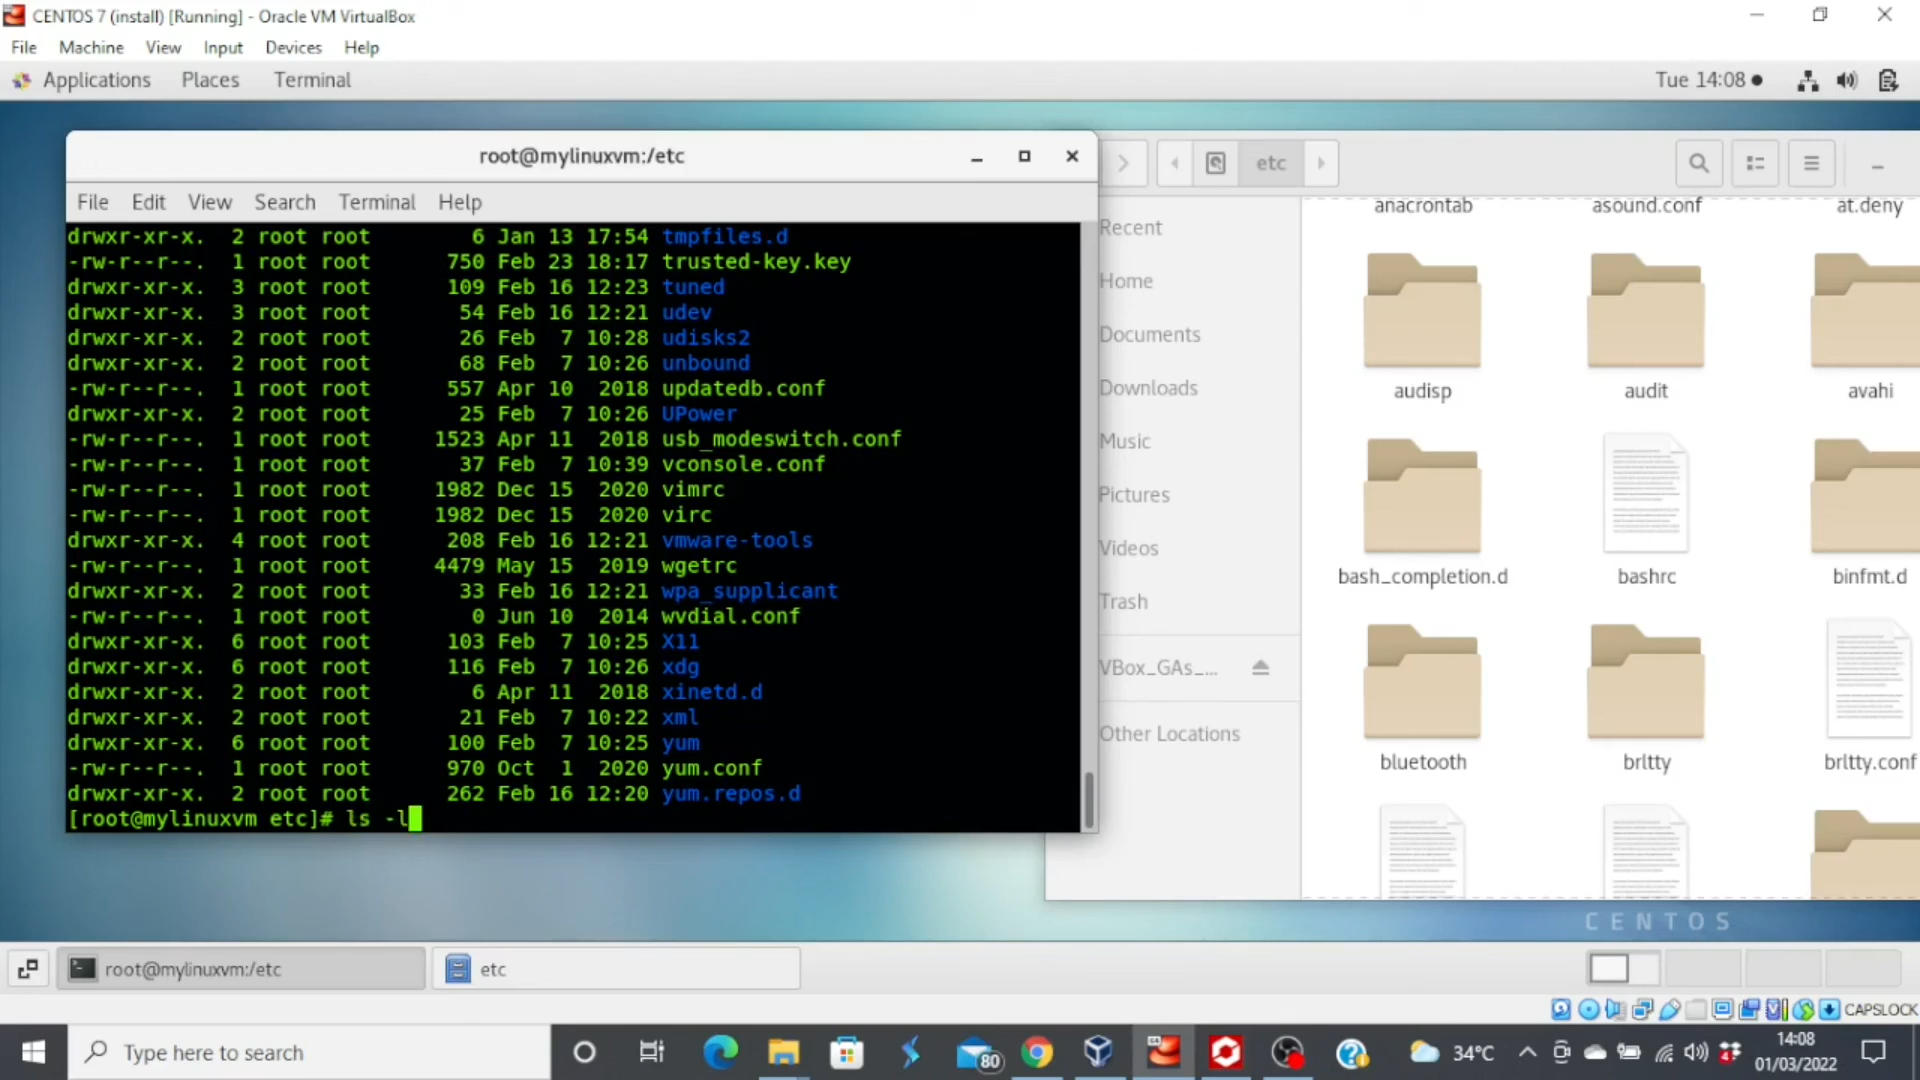 CENTOS 7 (install) [Running] - Oracle VM VirtualBox
File Machine View Input Devices Help
Applications Places Terminal Tue 14:08
root@mylinuxvm:/etc
File Edit View Search Terminal Help
drwxr-xr-x. 2 root root 6 Jan 13 17:54 tmpfiles.d
-rw-r--r--. 1 root root 750 Feb 23 18:17 trusted-key.key
drwxr-xr-x. 3 root root 109 Feb 16 12:23 tuned
drwxr-xr-x. 3 root root 54 Feb 16 12:21 udev
drwxr-xr-x. 2 root root 26 Feb 7 10:28 udisks2
drwxr-xr-x. 2 root root 68 Feb 7 10:26 unbound
-rw-r--r--. 1 root root 557 Apr 10 2018 updatedb.conf
drwxr-xr-x. 2 root root 25 Feb 7 10:26 UPower
-rw-r--r--. 1 root root 1523 Apr 11 2018 usb_modeswitch.conf
-rw-r--r--. 1 root root 37 Feb 7 10:39 vconsole.conf
-rw-r--r--. 1 root root 1982 Dec 15 2020 vimrc
-rw-r--r--. 1 root root 1982 Dec 15 2020 virc
drwxr-xr-x. 4 root root 208 Feb 16 12:21 vmware-tools
-rw-r--r--. 1 root root 4479 May 15 2019 wgetrc
drwxr-xr-x. 2 root root 33 Feb 16 12:21 wpa_supplicant
-rw-r--r--. 1 root root 0 Jun 10 2014 wvdial.conf
drwxr-xr-x. 6 root root 103 Feb 7 10:25 X11
drwxr-xr-x. 6 root root 116 Feb 7 10:26 xdg
drwxr-xr-x. 2 root root 6 Apr 11 2018 xinetd.d
drwxr-xr-x. 2 root root 21 Feb 7 10:22 xml
drwxr-xr-x. 6 root root 100 Feb 7 10:25 yum
-rw-r--r--. 1 root root 970 Oct 1 2020 yum.conf
drwxr-xr-x. 2 root root 262 Feb 16 12:20 yum.repos.d
[root@mylinuxvm etc]# ls -l
etc
Recent
Home
Documents
Downloads
Music
Pictures
Videos
Trash
VBox_GAs_...
Other Locations
anacrontab asound.conf at.deny
audisp audit avahi
bash_completion.d bashrc binfmt.d
bluetooth brltty brltty.conf
CENTOS
root@mylinuxvm:/etc etc
CAPSLOCK
Type here to search
80
34°C
14:08
01/03/2022